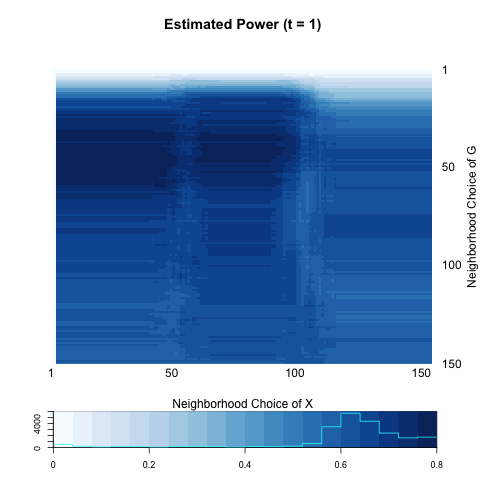 Estimated Power (t = 1)
1
50
100
150
Neighborhood Choice of G
1 50 100 150
Neighborhood Choice of X
0 4000
0 0.2 0.4 0.6 0.8